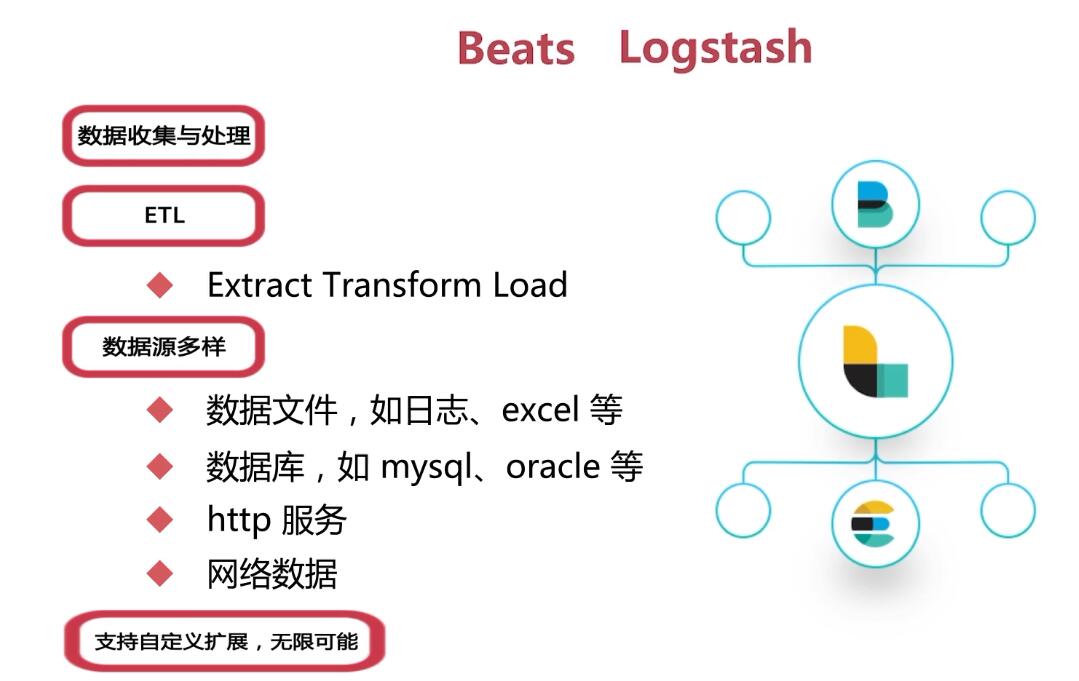 Beats Logstash
数据收集与处理
ETL
Extract Transform Load
数据源多样
数据文件，如日志、excel 等
数据库，如 mysql、oracle 等
http 服务
网络数据
支持自定义扩展，无限可能